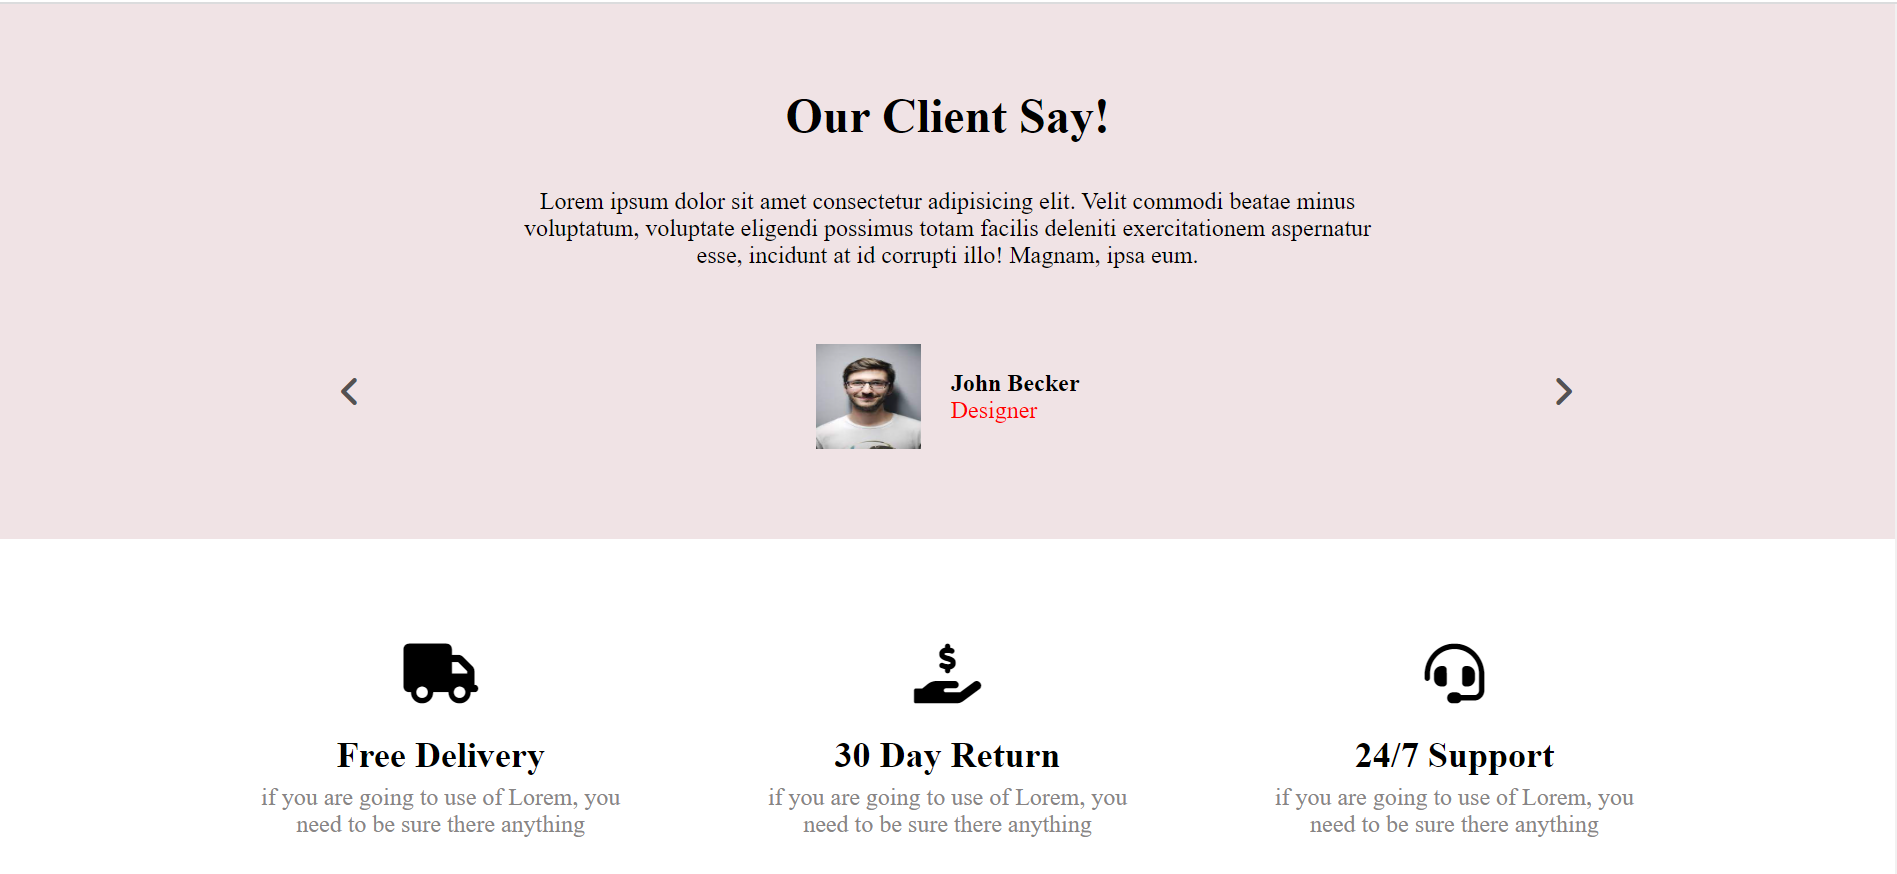 Our Client Say!
Lorem ipsum dolor sit amet consectetur adipisicing elit. Velit commodi beatae minus
voluptatum, voluptate eligendi possimus totam facilis deleniti exercitationem aspernatur
esse, incidunt at id corrupti illo! Magnam, ipsa eum.
John Becker
Designer
$
Free Delivery
if you are going to use of Lorem, you
need to be sure there anything
30 Day Return
if you are going to use of Lorem, you
need to be sure there anything
24/7 Support
if you are going to use of Lorem, you
need to be sure there anything